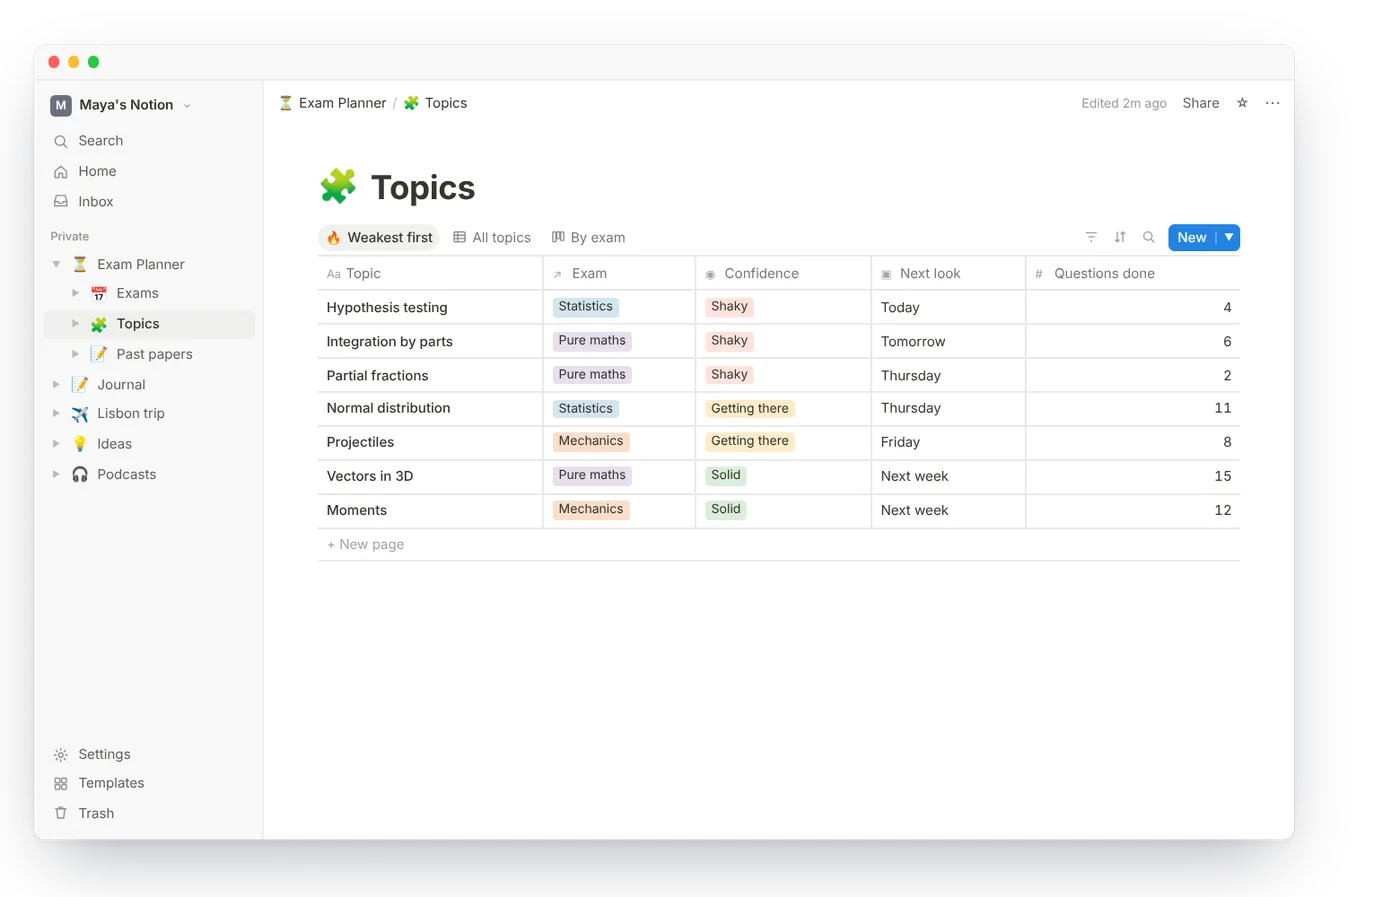 M Maya's Notion
Search
Home
Inbox
Private
Exam Planner
Exams
Topics
Past papers
Journal
Lisbon trip
Ideas
Podcasts
Settings
Templates
Trash
Exam Planner / Topics
Edited 2m ago Share
Topics
Weakest first All topics By exam New
Aa Topic Exam Confidence Next look # Questions done
Hypothesis testing Statistics Shaky Today 4
Integration by parts Pure maths Shaky Tomorrow 6
Partial fractions Pure maths Shaky Thursday 2
Normal distribution Statistics Getting there Thursday 11
Projectiles Mechanics Getting there Friday 8
Vectors in 3D Pure maths Solid Next week 15
Moments Mechanics Solid Next week 12
+ New page